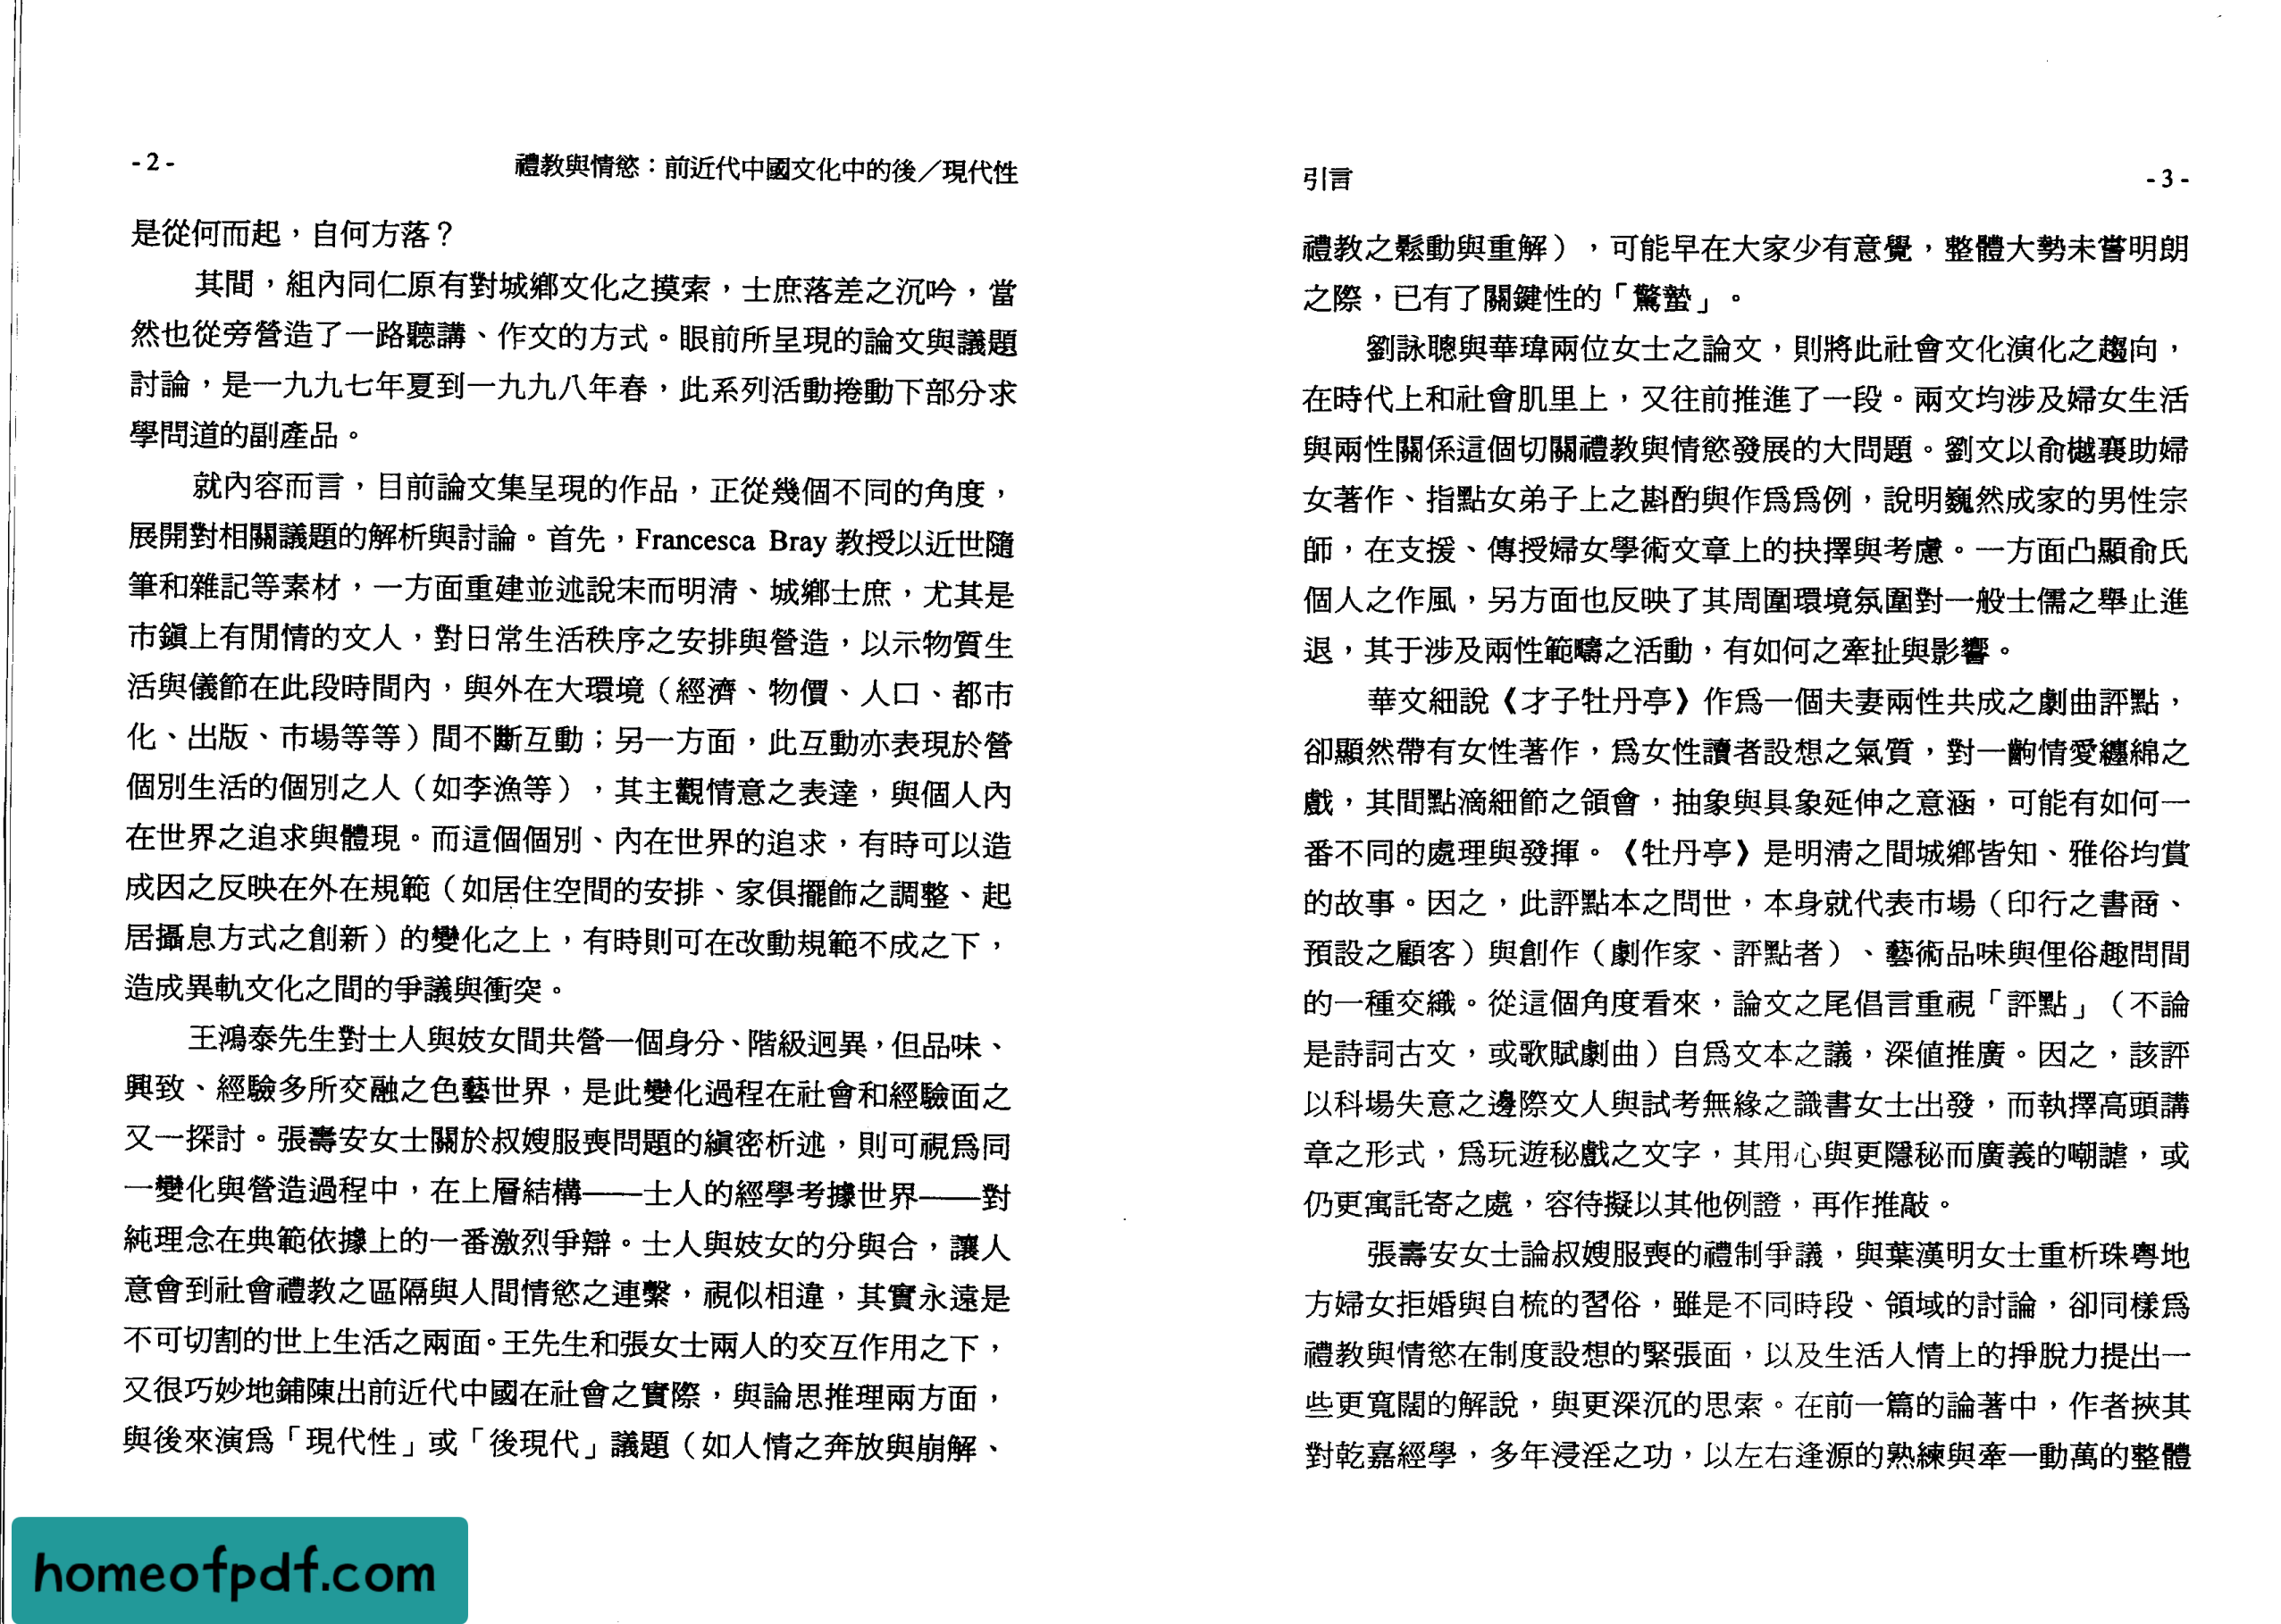 -2-
禮教與情慾：前近代中國文化中的後／現代性
是從何而起，自何方落？
其間，組內同仁原有對城鄉文化之摸索，士庶落差之沉吟，當
然也從旁營造了一路聽講、作文的方式。眼前所呈現的論文與議題
討論，是一九九七年夏到一九九八年春，此系列活動捲動下部分求
學問道的副產品。
就內容而言，目前論文集呈現的作品，正從幾個不同的角度，
展開對相關議題的解析與討論。首先，Francesca Bray 教授以近世隨
筆和雜記等素材，一方面重建並述說宋而明清、城鄉士庶，尤其是
市鎮上有閒情的文人，對日常生活秩序之安排與營造，以示物質生
活與儀節在此段時間內，與外在大環境（經濟、物價、人口、都市
化、出版、市場等等）間不斷互動；另一方面，此互動亦表現於營
個別生活的個別之人（如李漁等），其主觀情意之表達，與個人內
在世界之追求與體現。而這個個別、內在世界的追求，有時可以造
成因之反映在外在規範（如居住空間的安排、家俱擺飾之調整、起
居攝息方式之創新）的變化之上，有時則可在改動規範不成之下，
造成異軌文化之間的爭議與衝突。
王鴻泰先生對士人與妓女間共營一個身分、階級迥異，但品味、
興致、經驗多所交融之色藝世界，是此變化過程在社會和經驗面之
又一探討。張壽安女士關於叔嫂服喪問題的縝密析述，則可視爲同
一變化與營造過程中，在上層結構——士人的經學考據世界——對
純理念在典範依據上的一番激烈爭辯。士人與妓女的分與合，讓人
意會到社會禮教之區隔與人間情慾之連繫，視似相違，其實永遠是
不可切割的世上生活之兩面。王先生和張女士兩人的交互作用之下，
又很巧妙地鋪陳出前近代中國在社會之實際，與論思推理兩方面，
與後來演爲「現代性」或「後現代」議題（如人情之奔放與崩解、
引言
-3-
禮教之鬆動與重解），可能早在大家少有意覺，整體大勢未嘗明朗
之際，已有了關鍵性的「驚蟄」。
劉詠聰與華瑋兩位女士之論文，則將此社會文化演化之趨向，
在時代上和社會肌里上，又往前推進了一段。兩文均涉及婦女生活
與兩性關係這個切關禮教與情慾發展的大問題。劉文以俞樾襄助婦
女著作、指點女弟子上之斟酌與作爲爲例，說明巍然成家的男性宗
師，在支援、傳授婦女學術文章上的抉擇與考慮。一方面凸顯俞氏
個人之作風，另方面也反映了其周圍環境氛圍對一般士儒之舉止進
退，其于涉及兩性範疇之活動，有如何之牽扯與影響。
華文細說《才子牡丹亭》作爲一個夫妻兩性共成之劇曲評點，
卻顯然帶有女性著作，爲女性讀者設想之氣質，對一齣情愛纏綿之
戲，其間點滴細節之領會，抽象與具象延伸之意涵，可能有如何一
番不同的處理與發揮。《牡丹亭》是明清之間城鄉皆知、雅俗均賞
的故事。因之，此評點本之問世，本身就代表市場（印行之書商、
預設之顧客）與創作（劇作家、評點者）、藝術品味與俚俗趣問間
的一種交織。從這個角度看來，論文之尾倡言重視「評點」（不論
是詩詞古文，或歌賦劇曲）自爲文本之議，深值推廣。因之，該評
以科場失意之邊際文人與試考無緣之識書女士出發，而執擇高頭講
章之形式，爲玩遊秘戲之文字，其用心與更隱秘而廣義的嘲謔，或
仍更寓託寄之處，容待擬以其他例證，再作推敲。
張壽安女士論叔嫂服喪的禮制爭議，與葉漢明女士重析珠粵地
方婦女拒婚與自梳的習俗，雖是不同時段、領域的討論，卻同樣爲
禮教與情慾在制度設想的緊張面，以及生活人情上的掙脫力提出一
些更寬闊的解說，與更深沉的思索。在前一篇的論著中，作者挾其
對乾嘉經學，多年浸淫之功，以左右逢源的熟練與牽一動萬的整體
homeofpdf.com